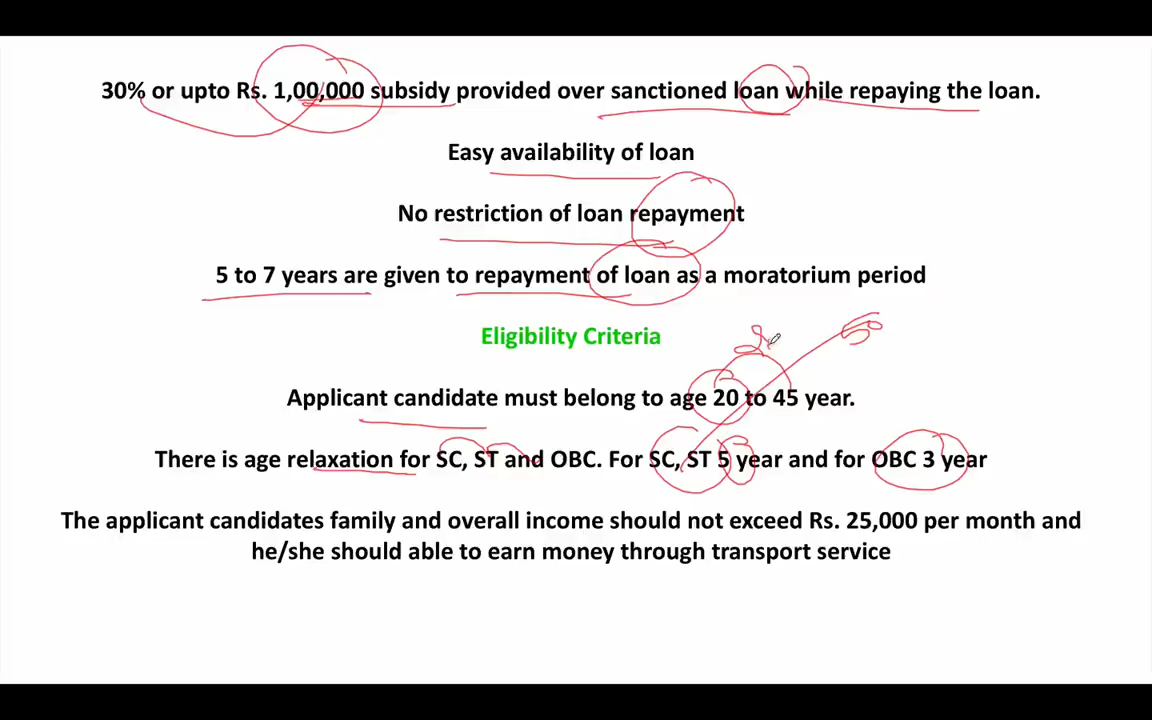 30% or upto Rs. 1,00,000 subsidy provided over sanctioned loan while repaying the loan.
Easy availability of loan
No restriction of loan repayment
5 to 7 years are given to repayment of loan as a moratorium period
Eligibility Criteria
Applicant candidate must belong to age 20 to 45 year.
There is age relaxation for SC, ST and OBC. For SC, ST 5 year and for OBC 3 year
The applicant candidates family and overall income should not exceed Rs. 25,000 per month and
he/she should able to earn money through transport service